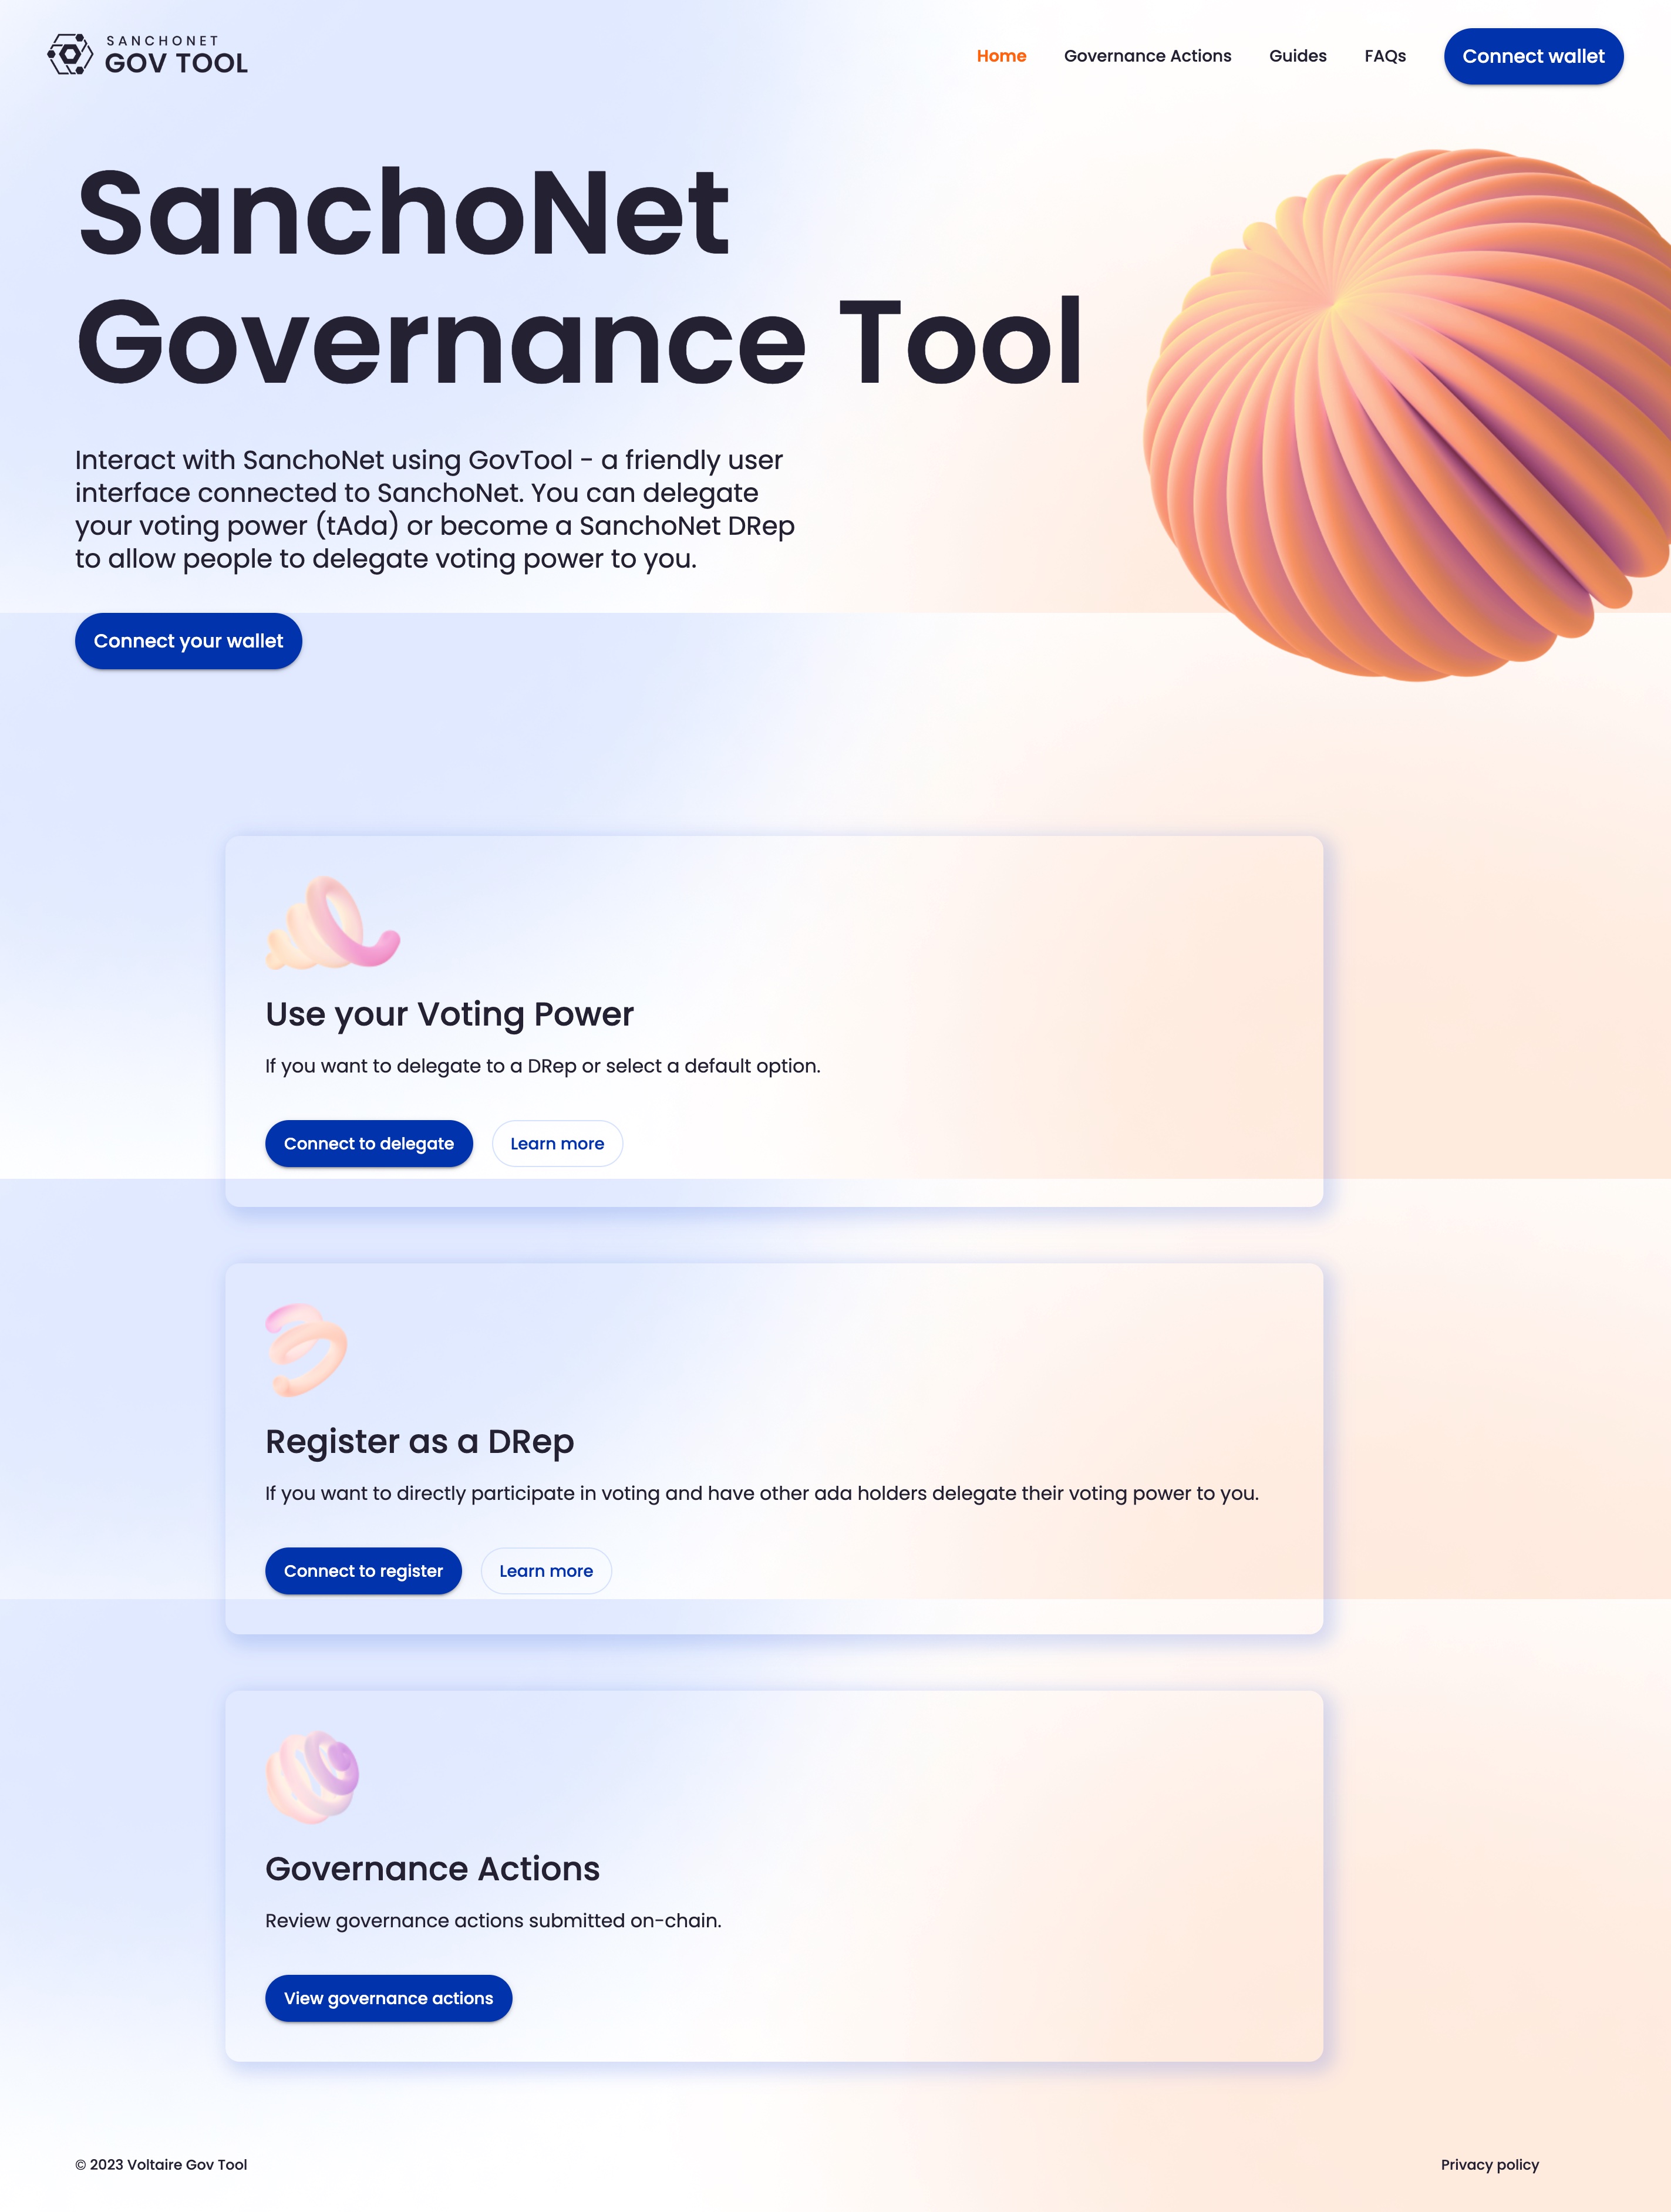 SANCHONET
GOV TOOL
Home
Governance Actions
Guides
FAQs
Connect wallet
SanchoNet
Governance Tool
Interact with SanchoNet using GovTool - a friendly user
interface connected to SanchoNet. You can delegate
your voting power (tAda) or become a SanchoNet DRep
to allow people to delegate voting power to you.
Connect your wallet
Use your Voting Power
If you want to delegate to a DRep or select a default option.
Connect to delegate
Learn more
Register as a DRep
If you want to directly participate in voting and have other ada holders delegate their voting power to you.
Connect to register
Learn more
Governance Actions
Review governance actions submitted on-chain.
View governance actions
© 2023 Voltaire Gov Tool
Privacy policy